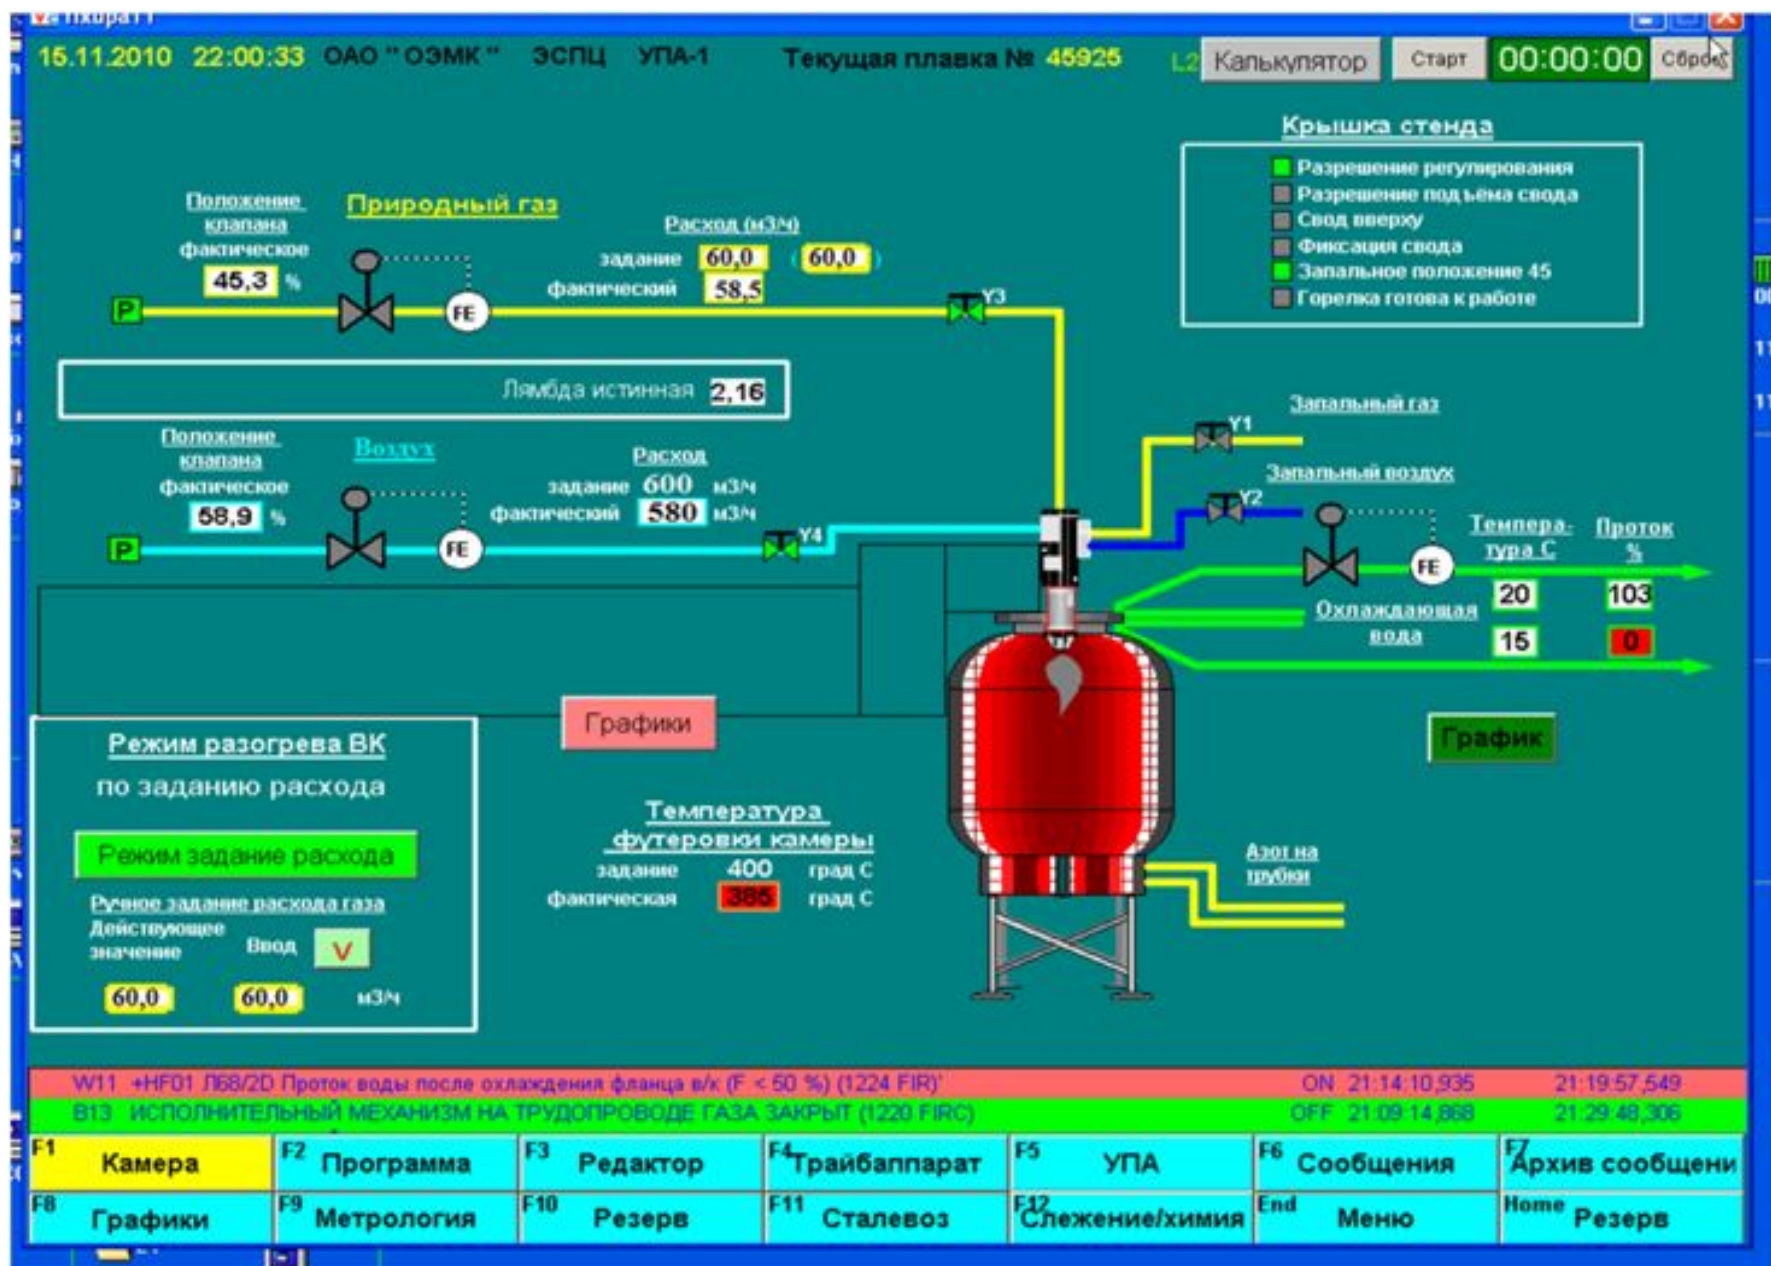 15.11.2010 22:00:33 ОАО " ОЭМК " ЭСПЦ УПА-1 Текущая плавка № 45925 L2 Калькулятор Старт 00:00:00 Сброс
Крышка стенда
Разрешение регулирования
Разрешение подъёма свода
Свод вверху
Фиксация свода
Запальное положение 45
Горелка готова к работе
Положение
клапана
фактическое
45,3 %
Природный газ
Расход (м3/ч)
задание 60,0 ( 60,0 )
фактический 58,5
P
FE
Y3
Лямбда истинная 2,16
Положение
клапана
фактическое
58,9 %
Воздух
Расход
задание 600 м3/ч
фактический 580 м3/ч
P
FE
Y4
Запальный газ
Y1
Запальный воздух
Y2
FE
Темпера-
тура С
Проток
%
20 103
Охлаждающая
вода
15 0
Графики
График
Режим разогрева ВК
по заданию расхода
Режим задание расхода
Ручное задание расхода газа
Действующее
значение
Ввод V
60,0 60,0 м3/ч
Температура
футеровки камеры
задание 400 град С
фактическая 385 град С
Азот на
трубки
W11 +HF01 Л68/2D Проток воды после охлаждения фланца в/к (F < 50 %) (1224 FIR)' ON 21:14:10,935 21:19:57,549
B13 ИСПОЛНИТЕЛЬНЫЙ МЕХАНИЗМ НА ТРУДОПРОВОДЕ ГАЗА ЗАКРЫТ (1220 FIRC) OFF 21:09:14,868 21:29:48,306
F1 Камера F2 Программа F3 Редактор F4 Трайбаппарат F5 УПА F6 Сообщения F7 Архив сообщени
F8 Графики F9 Метрология F10 Резерв F11 Сталевоз F12 Слежение/химия End Меню Home Резерв